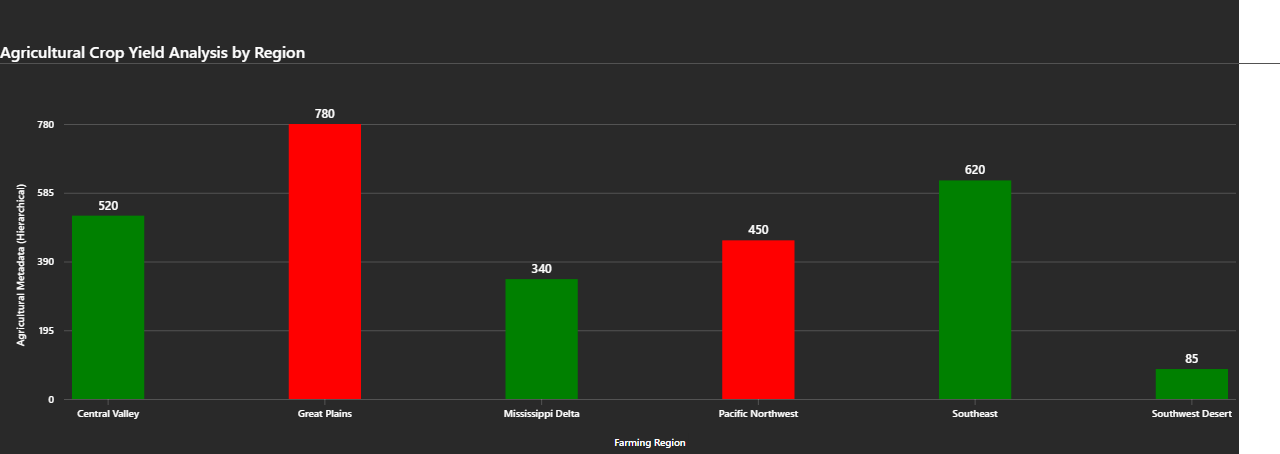 Agricultural Crop Yield Analysis by Region
780
780
620
585
520
450
390
340
195
85
0
Agricultural Metadata (Hierarchical)
Central Valley
Great Plains
Mississippi Delta
Pacific Northwest
Southeast
Southwest Desert
Farming Region